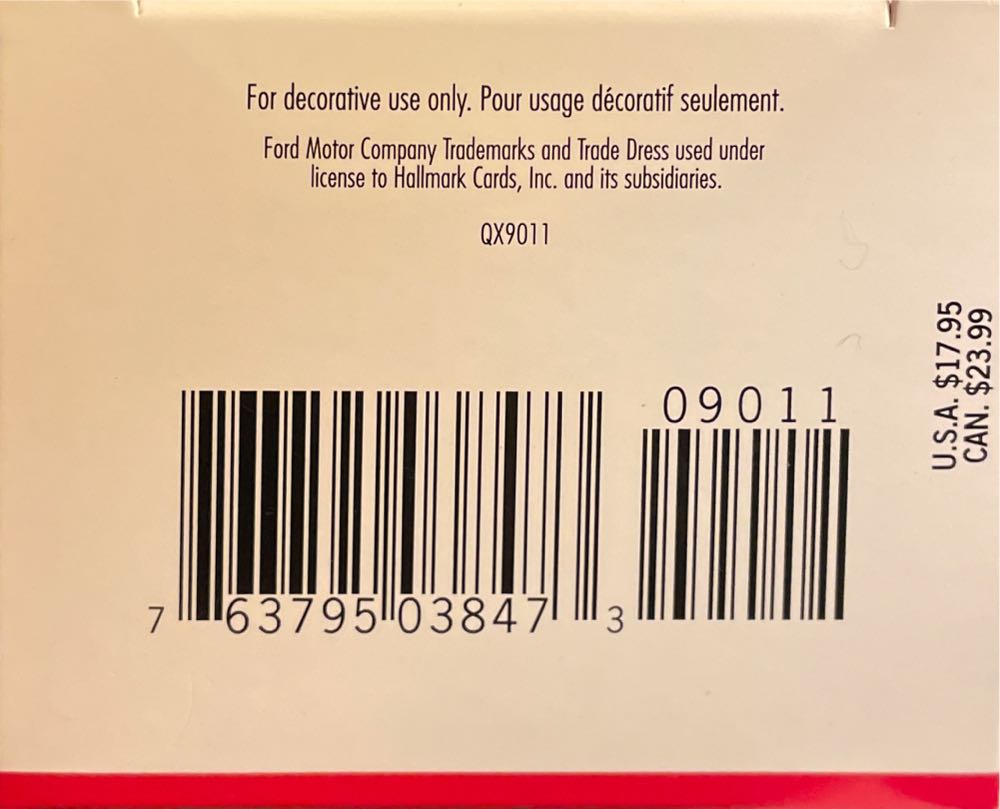 For decorative use only. Pour usage décoratif seulement.
Ford Motor Company Trademarks and Trade Dress used under
license to Hallmark Cards, Inc. and its subsidiaries.
QX9011
U.S.A. $17.95
CAN. $23.99
09011
7 63795 03847 3